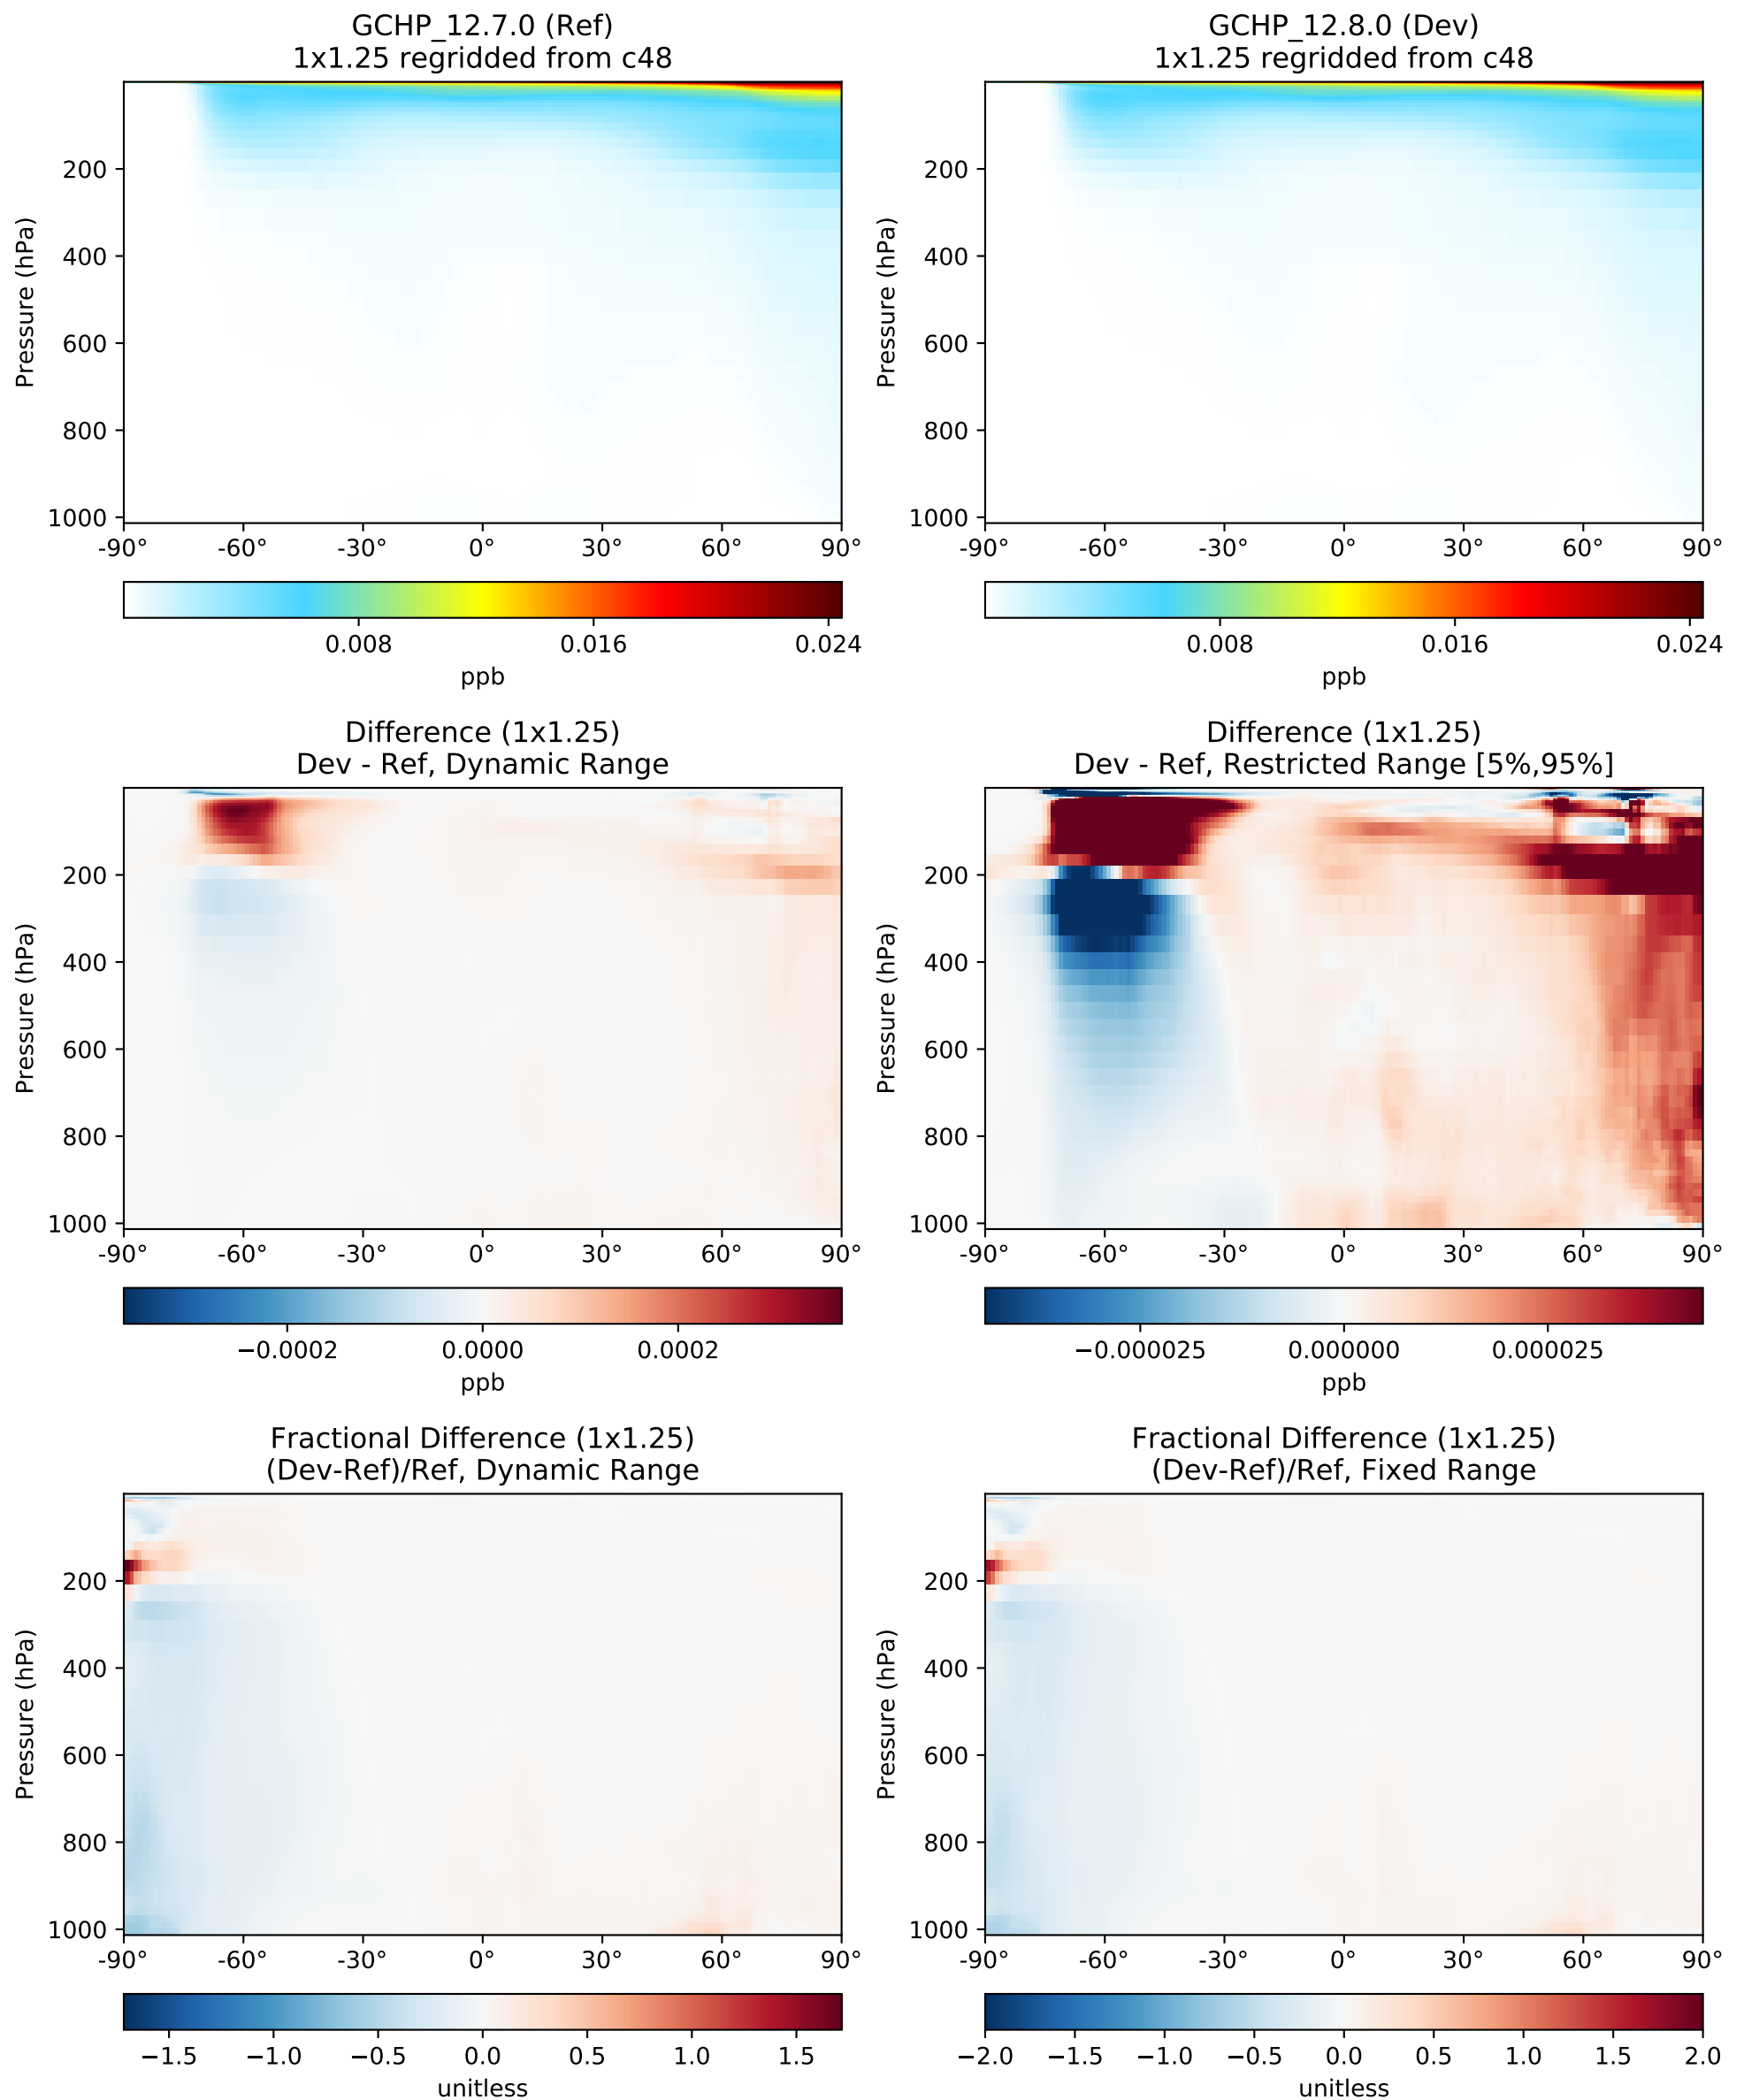 GCHP_12.7.0 (Ref)
1x1.25 regridded from c48
Pressure (hPa)
200
400
600
800
1000
-90° -60° -30° 0° 30° 60° 90°
0.008 0.016 0.024
ppb
GCHP_12.8.0 (Dev)
1x1.25 regridded from c48
Pressure (hPa)
200
400
600
800
1000
-90° -60° -30° 0° 30° 60° 90°
0.008 0.016 0.024
ppb
Difference (1x1.25)
Dev - Ref, Dynamic Range
Pressure (hPa)
200
400
600
800
1000
-90° -60° -30° 0° 30° 60° 90°
−0.0002 0.0000 0.0002
ppb
Difference (1x1.25)
Dev - Ref, Restricted Range [5%,95%]
Pressure (hPa)
200
400
600
800
1000
-90° -60° -30° 0° 30° 60° 90°
−0.000025 0.000000 0.000025
ppb
Fractional Difference (1x1.25)
(Dev-Ref)/Ref, Dynamic Range
Pressure (hPa)
200
400
600
800
1000
-90° -60° -30° 0° 30° 60° 90°
−1.5 −1.0 −0.5 0.0 0.5 1.0 1.5
unitless
Fractional Difference (1x1.25)
(Dev-Ref)/Ref, Fixed Range
Pressure (hPa)
200
400
600
800
1000
-90° -60° -30° 0° 30° 60° 90°
−2.0 −1.5 −1.0 −0.5 0.0 0.5 1.0 1.5 2.0
unitless